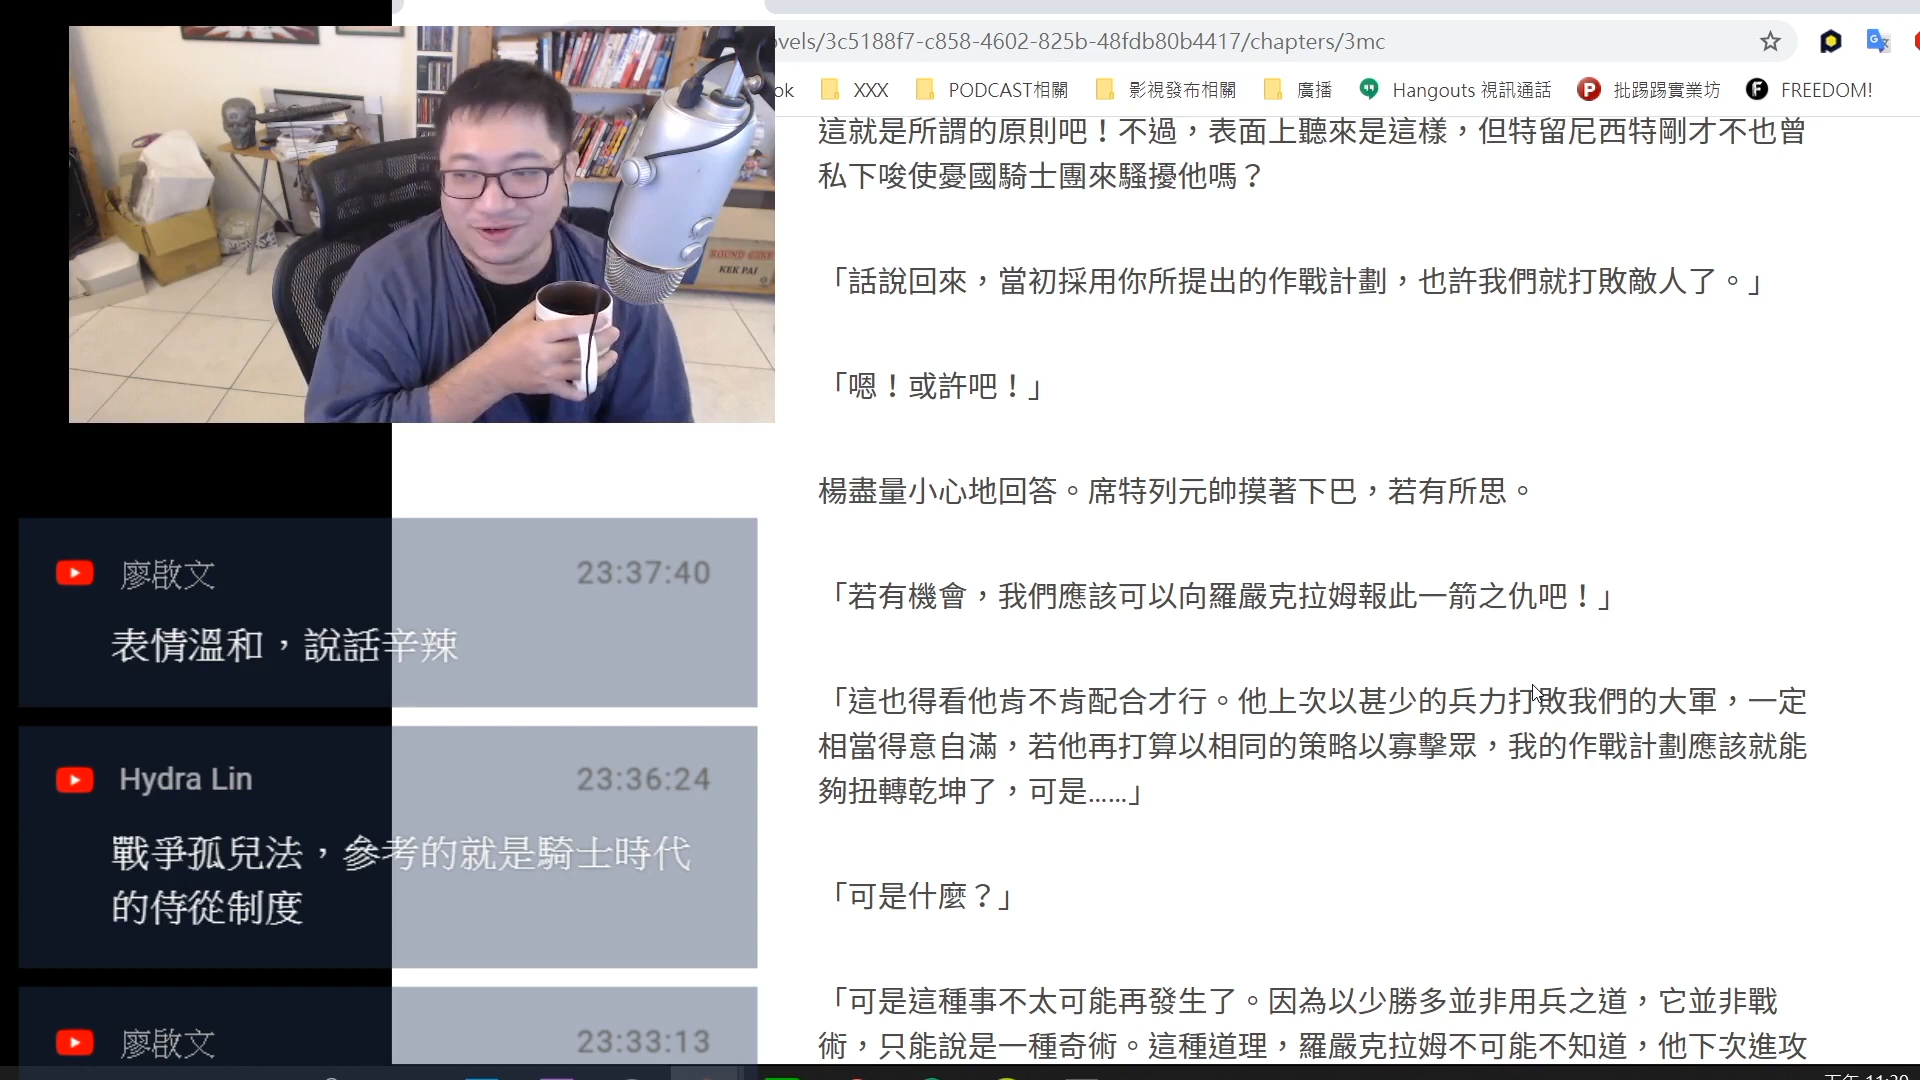 ovels/3c5188f7-c858-4602-825b-48fdb80b4417/chapters/3mc
ok XXX PODCAST相關 影視發布相關 廣播 Hangouts 視訊通話 批踢踢實業坊 FREEDOM!
這就是所謂的原則吧！不過，表面上聽來是這樣，但特留尼西特剛才不也曾
私下唆使憂國騎士團來騷擾他嗎？
「話說回來，當初採用你所提出的作戰計劃，也許我們就打敗敵人了。」
「嗯！或許吧！」
楊盡量小心地回答。席特列元帥摸著下巴，若有所思。
「若有機會，我們應該可以向羅嚴克拉姆報此一箭之仇吧！」
「這也得看他肯不肯配合才行。他上次以甚少的兵力打敗我們的大軍，一定
相當得意自滿，若他再打算以相同的策略以寡擊眾，我的作戰計劃應該就能
夠扭轉乾坤了，可是......」
「可是什麼？」
「可是這種事不太可能再發生了。因為以少勝多並非用兵之道，它並非戰
術，只能說是一種奇術。這種道理，羅嚴克拉姆不可能不知道，他下次進攻
KEK PAI
廖啟文 23:37:40
表情溫和，說話辛辣
Hydra Lin 23:36:24
戰爭孤兒法，參考的就是騎士時代
的侍從制度
廖啟文 23:33:13